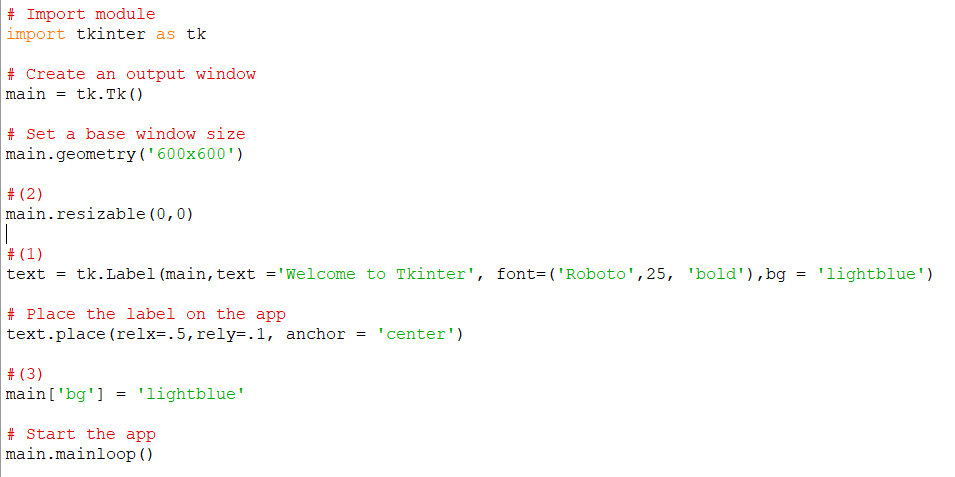 # Import module
import tkinter as tk
# Create an output window
main = tk.Tk()
# Set a base window size
main.geometry('600x600')
#(2)
main.resizable(0,0)
#(1)
text = tk.Label(main,text ='Welcome to Tkinter', font=('Roboto',25, 'bold'),bg = 'lightblue')
# Place the label on the app
text.place(relx=.5,rely=.1, anchor = 'center')
#(3)
main['bg'] = 'lightblue'
# Start the app
main.mainloop()